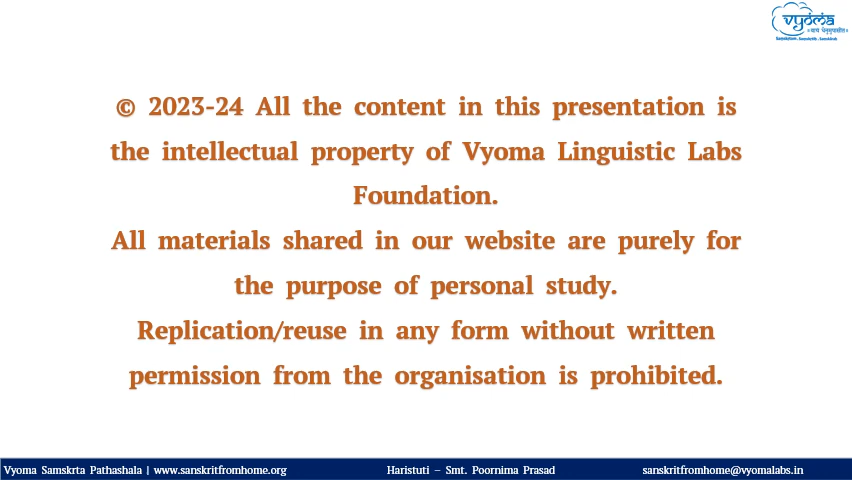 vyoma
॥ वाचं धेनुमुपासीत ॥
© 2023-24 All the content in this presentation is
the intellectual property of Vyoma Linguistic Labs
Foundation.
All materials shared in our website are purely for
the purpose of personal study.
Replication/reuse in any form without written
permission from the organisation is prohibited.
Vyoma Samskrta Pathashala | www.sanskritfromhome.org
Haristuti – Smt. Poornima Prasad
sanskritfromhome@vyomalabs.in